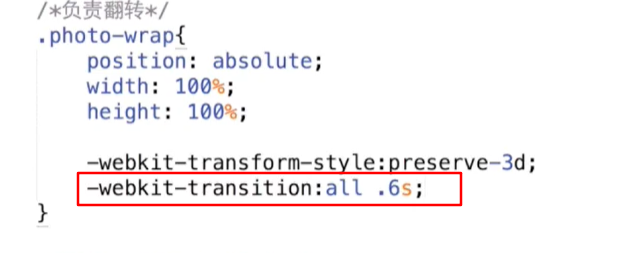 /*负责翻转*/
.photo-wrap{
position: absolute;
width: 100%;
height: 100%;
-webkit-transform-style:preserve-3d;
-webkit-transition:all .6s;
}